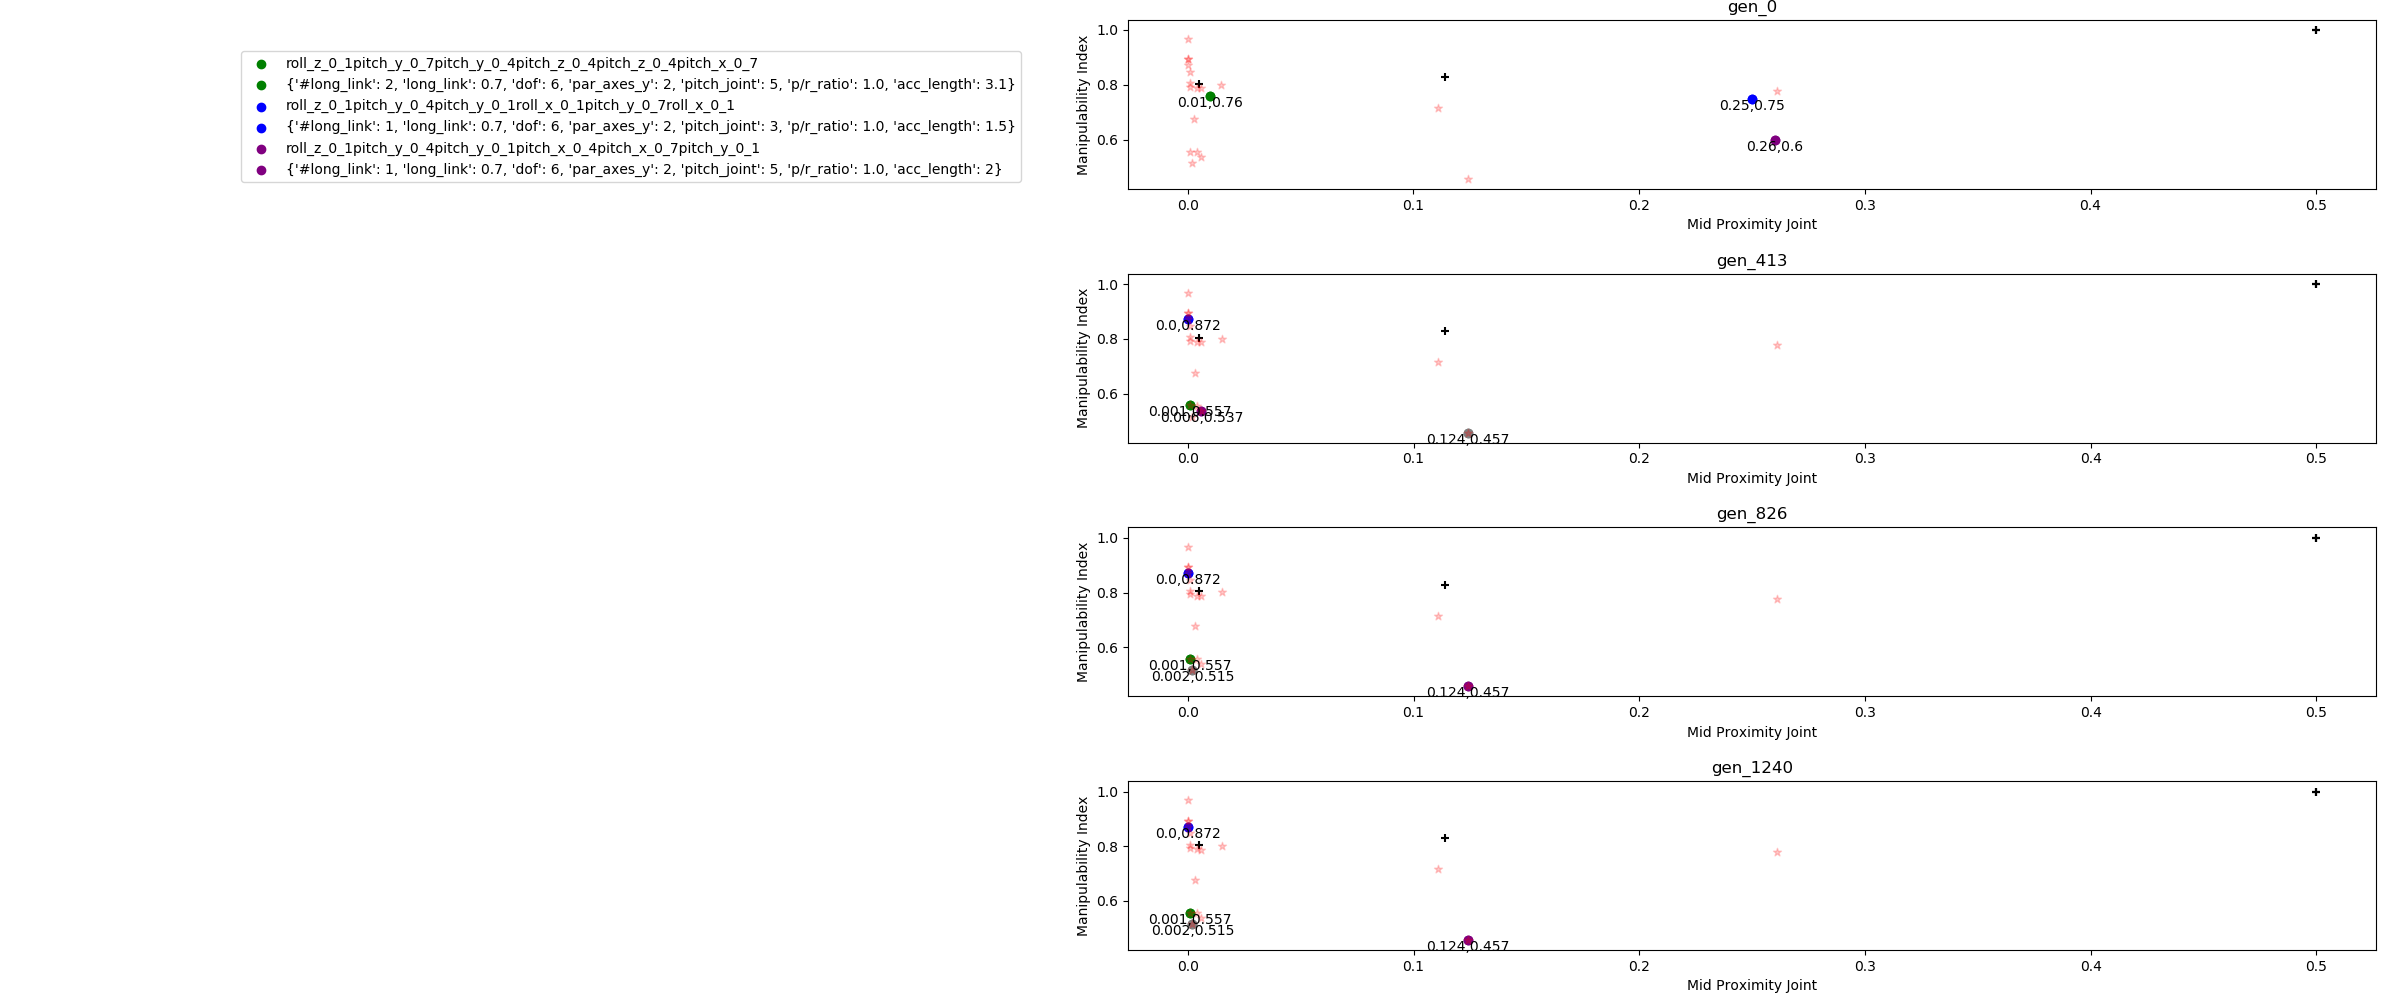 roll_z_0_1pitch_y_0_7pitch_y_0_4pitch_z_0_4pitch_z_0_4pitch_x_0_7
{'#long_link': 2, 'long_link': 0.7, 'dof': 6, 'par_axes_y': 2, 'pitch_joint': 5, 'p/r_ratio': 1.0, 'acc_length': 3.1}
roll_z_0_1pitch_y_0_4pitch_y_0_1roll_x_0_1pitch_y_0_7roll_x_0_1
{'#long_link': 1, 'long_link': 0.7, 'dof': 6, 'par_axes_y': 2, 'pitch_joint': 3, 'p/r_ratio': 1.0, 'acc_length': 1.5}
roll_z_0_1pitch_y_0_4pitch_y_0_1pitch_x_0_4pitch_x_0_7pitch_y_0_1
{'#long_link': 1, 'long_link': 0.7, 'dof': 6, 'par_axes_y': 2, 'pitch_joint': 5, 'p/r_ratio': 1.0, 'acc_length': 2}
gen_0
Manipulability Index
1.0
0.8
0.6
0.01,0.76
0.25,0.75
0.26,0.6
0.0 0.1 0.2 0.3 0.4 0.5
Mid Proximity Joint
gen_413
Manipulability Index
1.0
0.8
0.6
0.0,0.872
0.001,0.557
0.006,0.537
0.124,0.457
0.0 0.1 0.2 0.3 0.4 0.5
Mid Proximity Joint
gen_826
Manipulability Index
1.0
0.8
0.6
0.0,0.872
0.001,0.557
0.002,0.515
0.124,0.457
0.0 0.1 0.2 0.3 0.4 0.5
Mid Proximity Joint
gen_1240
Manipulability Index
1.0
0.8
0.6
0.0,0.872
0.001,0.557
0.002,0.515
0.124,0.457
0.0 0.1 0.2 0.3 0.4 0.5
Mid Proximity Joint